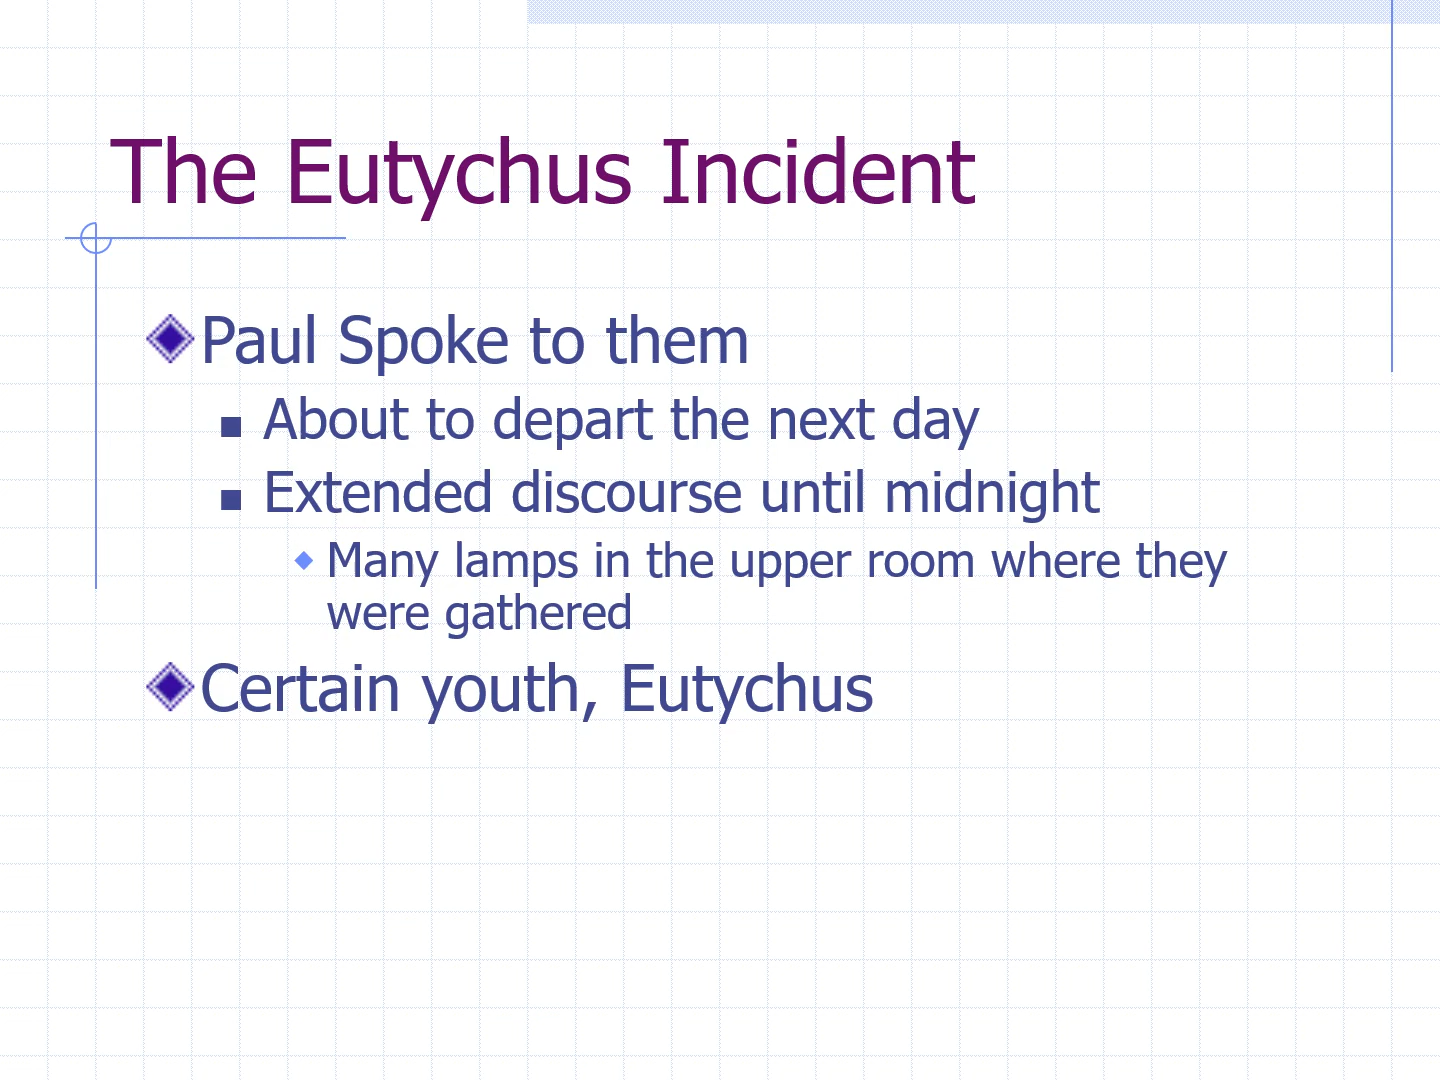 The Eutychus Incident
Paul Spoke to them
About to depart the next day
Extended discourse until midnight
Many lamps in the upper room where they
were gathered
Certain youth, Eutychus